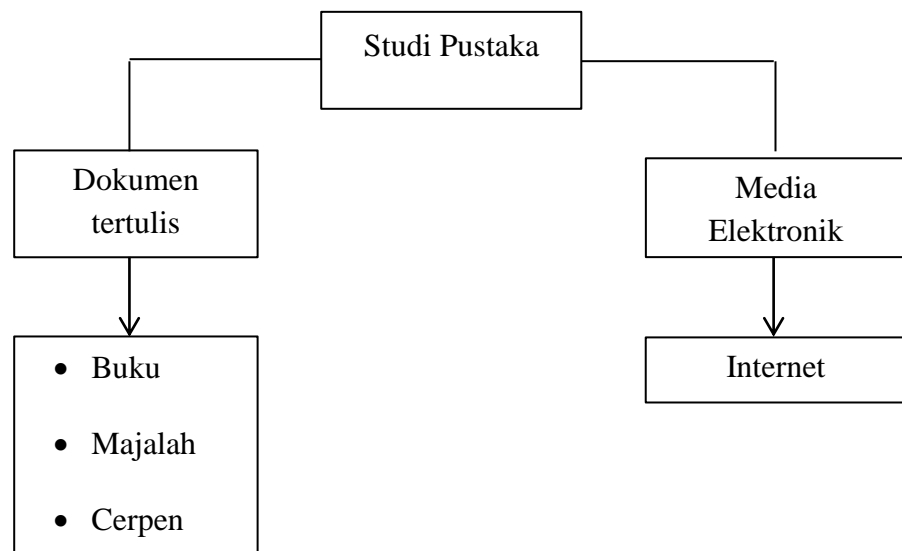 Studi Pustaka
Dokumen
tertulis
Media
Elektronik
• Buku
• Majalah
• Cerpen
Internet